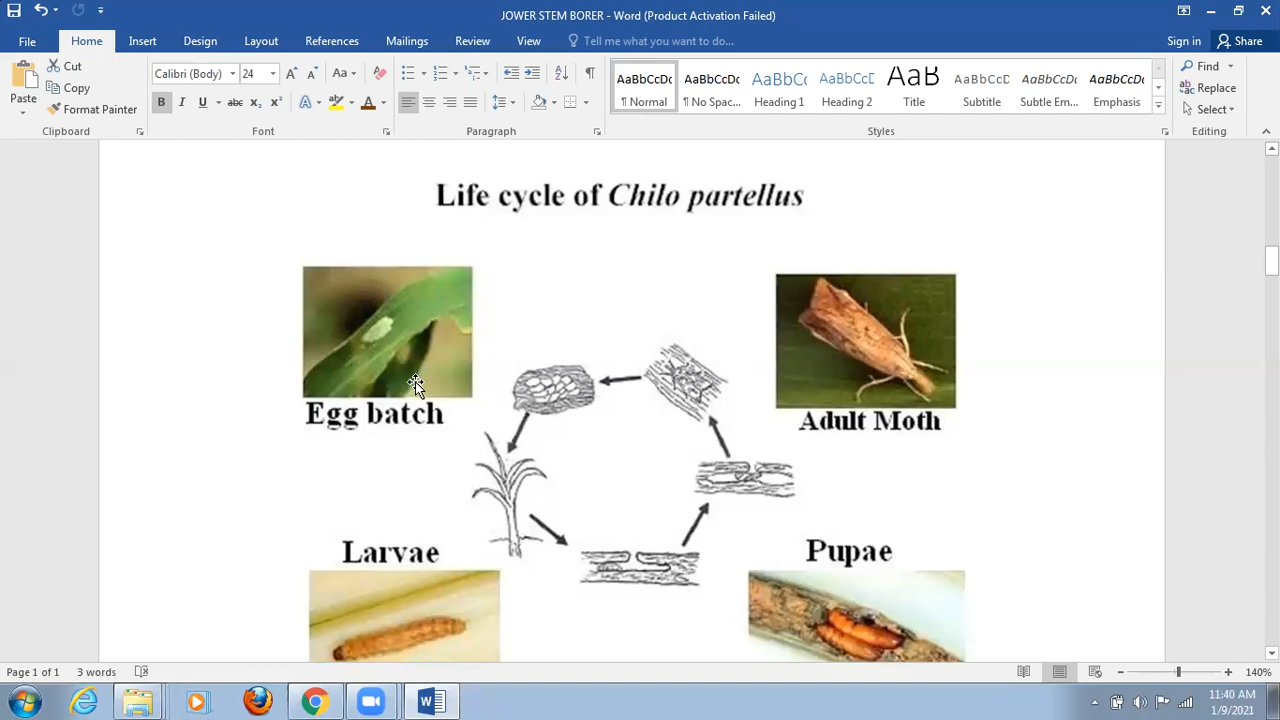 JOWER STEM BORER - Word (Product Activation Failed)
File Home Insert Design Layout References Mailings Review View Tell me what you want to do... Sign in Share
Paste
Cut
Copy
Format Painter
Clipboard
Calibri (Body) 24
Font
Paragraph
AaBbCcDc AaBbCcDc AaBbCc AaBbCcE AaB AaBbCcD AaBbCcDc AaBbCcDc
¶ Normal ¶ No Spac... Heading 1 Heading 2 Title Subtitle Subtle Em... Emphasis
Styles
Find
Replace
Select
Editing
Life cycle of Chilo partellus
Egg batch
Adult Moth
Larvae
Pupae
Page 1 of 1 3 words
140%
11:40 AM
1/9/2021